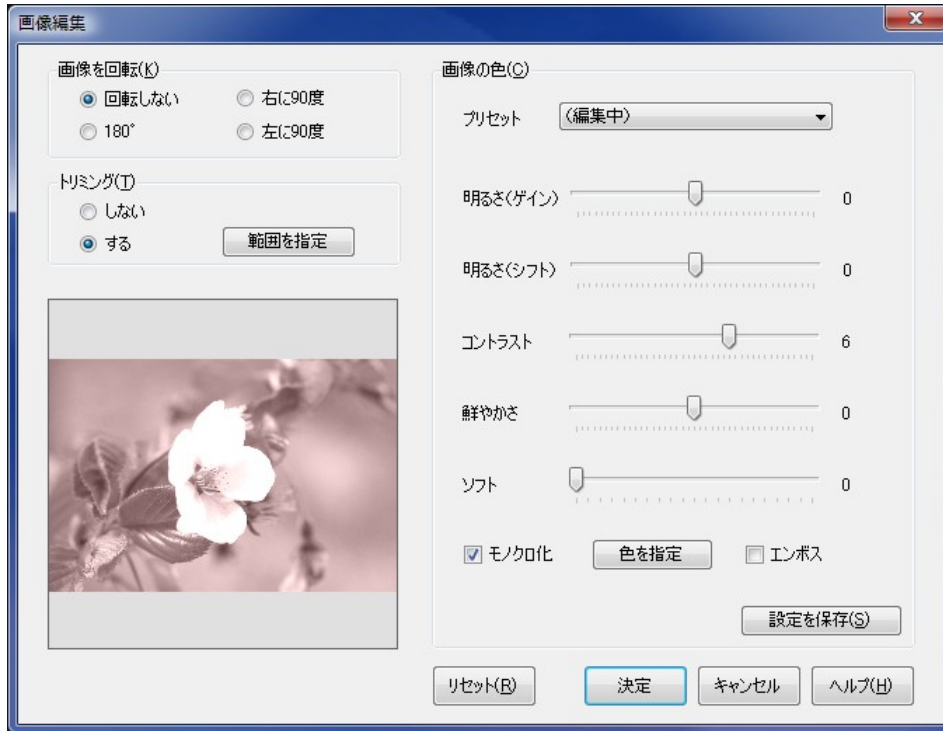 画像編集
画像を回転(K)
回転しない
右に90度
180°
左に90度
トリミング(T)
しない
する
範囲を指定
画像の色(C)
プリセット
(編集中)
明るさ(ゲイン)
0
明るさ(シフト)
0
コントラスト
6
鮮やかさ
0
ソフト
0
モノクロ化
色を指定
エンボス
設定を保存(S)
リセット(R)
決定
キャンセル
ヘルプ(H)